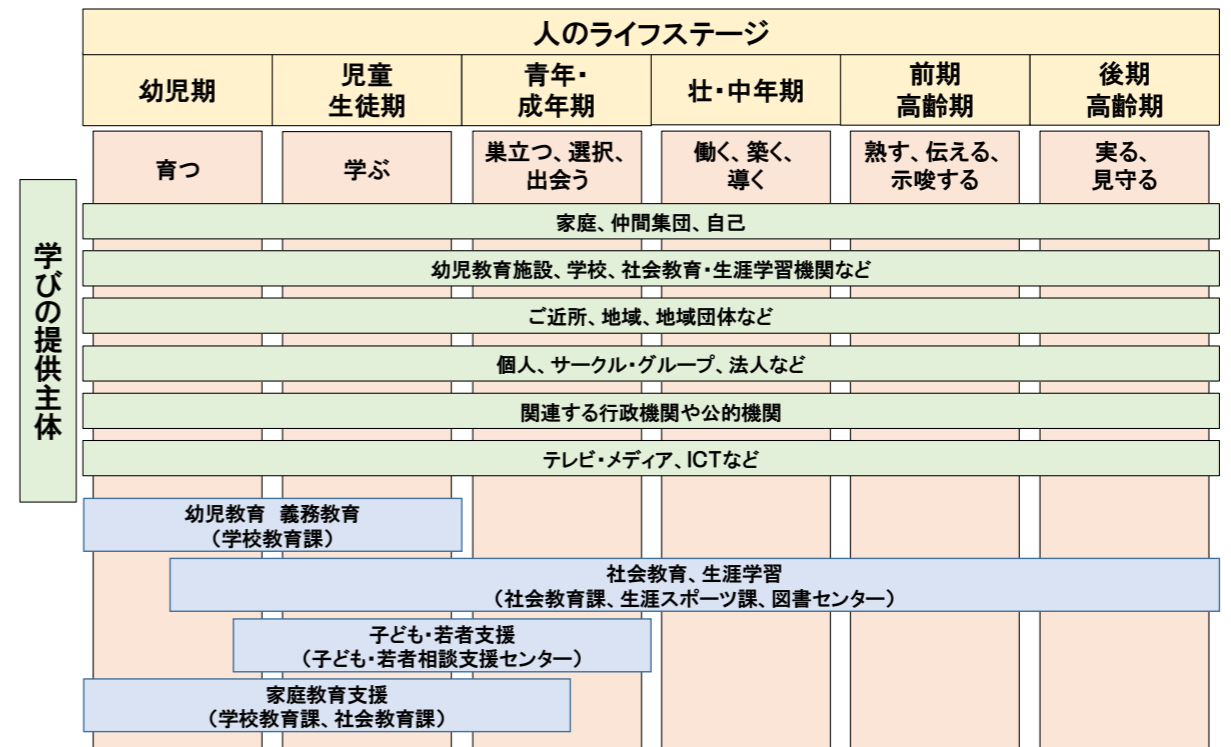 人のライフステージ
幼児期
児童
生徒期
青年・
成年期
壮・中年期
前期
高齢期
後期
高齢期
育つ
学ぶ
巣立つ、選択、
出会う
働く、築く、
導く
熟す、伝える、
示唆する
実る、
見守る
学びの提供主体
家庭、仲間集団、自己
幼児教育施設、学校、社会教育・生涯学習機関など
ご近所、地域、地域団体など
個人、サークル・グループ、法人など
関連する行政機関や公的機関
テレビ・メディア、ICTなど
幼児教育　義務教育
（学校教育課）
社会教育、生涯学習
（社会教育課、生涯スポーツ課、図書センター）
子ども・若者支援
（子ども・若者相談支援センター）
家庭教育支援
（学校教育課、社会教育課）